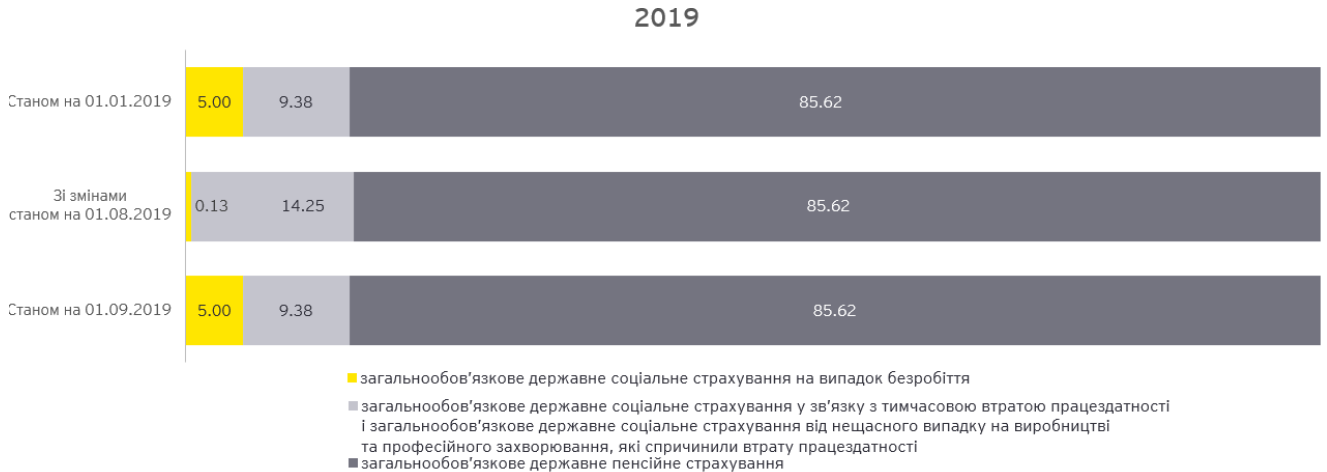 2019
Станом на 01.01.2019
5.00 9.38 85.62
Зі змінами
станом на 01.08.2019
0.13 14.25 85.62
Станом на 01.09.2019
5.00 9.38 85.62
загальнообов’язкове державне соціальне страхування на випадок безробіття
загальнообов’язкове державне соціальне страхування у зв’язку з тимчасовою втратою працездатності
і загальнообов’язкове державне соціальне страхування від нещасного випадку на виробництві
та професійного захворювання, які спричинили втрату працездатності
загальнообов’язкове державне пенсійне страхування